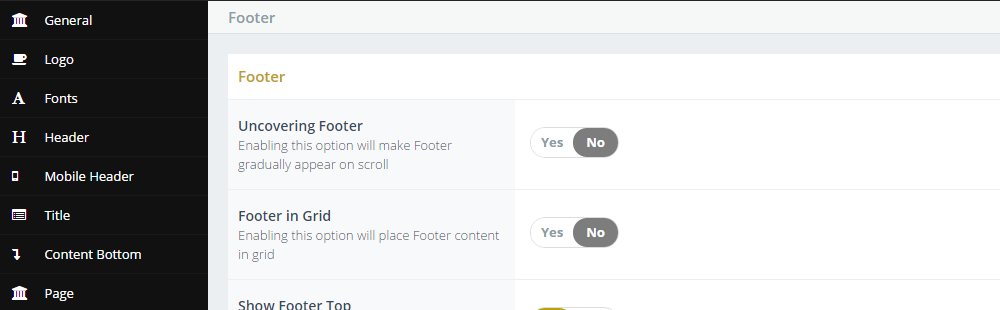 General
Logo
Fonts
Header
Mobile Header
Title
Content Bottom
Page
Footer
Footer
Uncovering Footer
Enabling this option will make Footer
gradually appear on scroll
Yes No
Footer in Grid
Enabling this option will place Footer content
in grid
Yes No
Show Footer Top